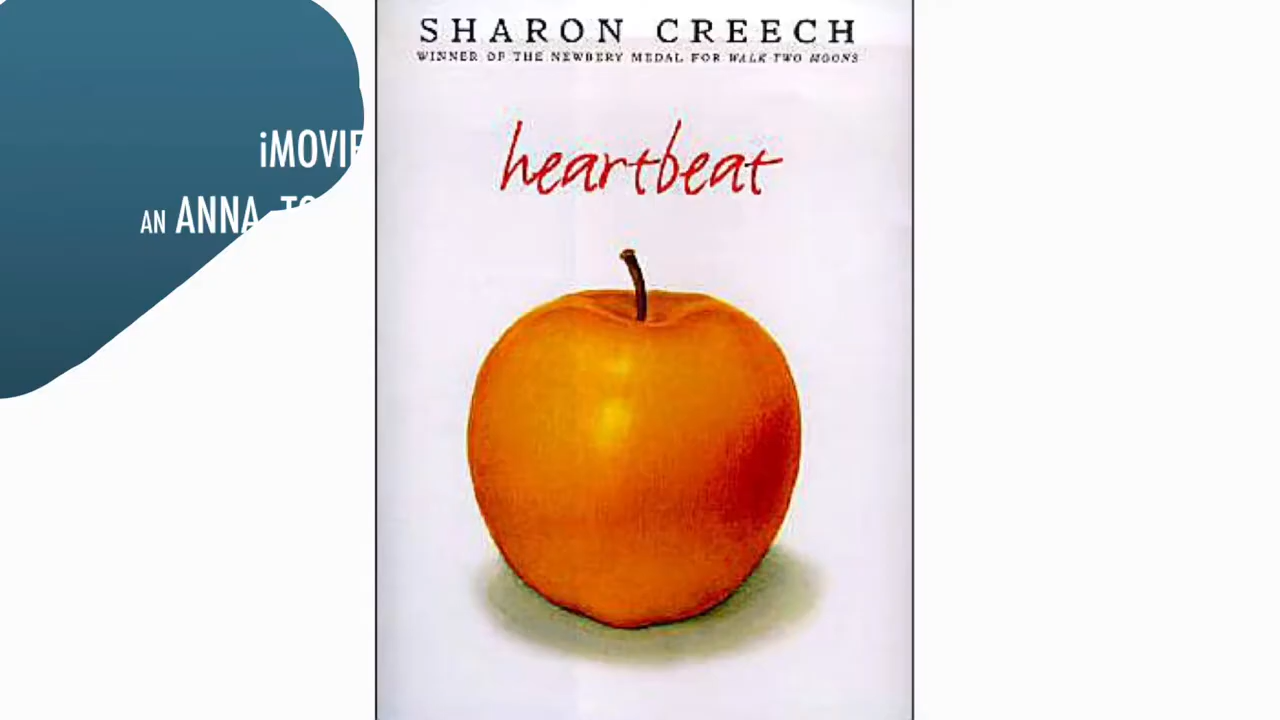 SHARON CREECH
WINNER OF THE NEWBERY MEDAL FOR WALK TWO MOONS
heartbeat
iMOVIE
AN ANNA